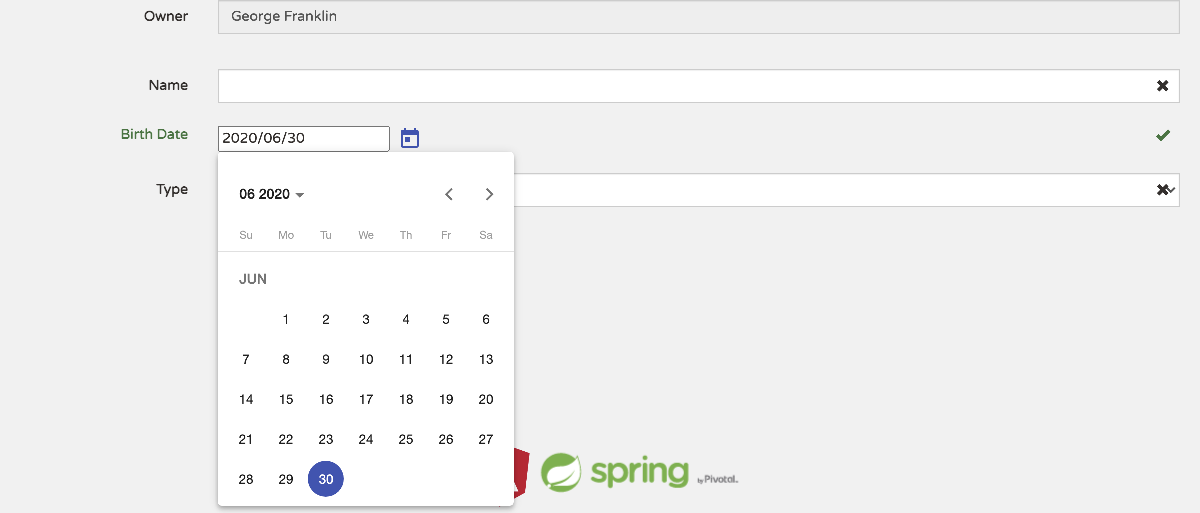 Owner George Franklin
Name
Birth Date 2020/06/30
Type
06 2020
Su Mo Tu We Th Fr Sa
JUN
1 2 3 4 5 6
7 8 9 10 11 12 13
14 15 16 17 18 19 20
21 22 23 24 25 26 27
28 29 30
spring by Pivotal.